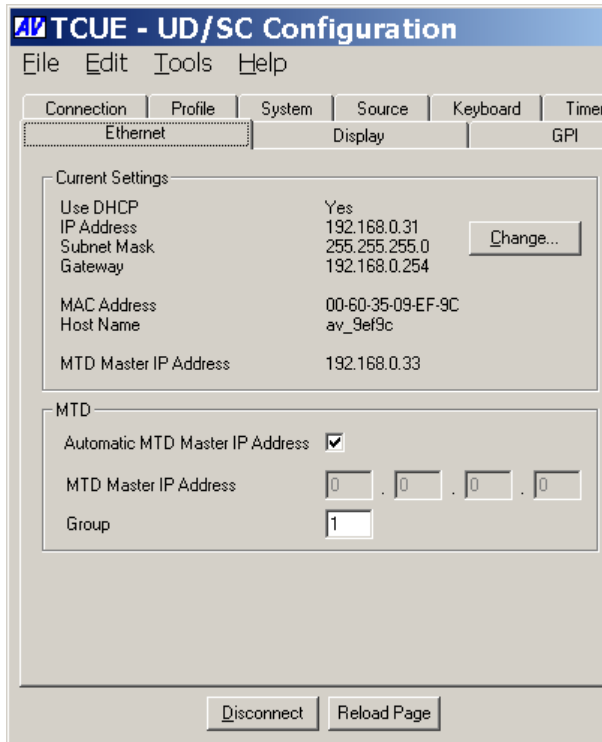 AV TCUE - UD/SC Configuration
File Edit Tools Help
Connection Profile System Source Keyboard Timer
Ethernet Display GPI
Current Settings
Use DHCP Yes
IP Address 192.168.0.31
Subnet Mask 255.255.255.0
Change...
Gateway 192.168.0.254
MAC Address 00-60-35-09-EF-9C
Host Name av_9ef9c
MTD Master IP Address 192.168.0.33
MTD
Automatic MTD Master IP Address
MTD Master IP Address 0 . 0 . 0 . 0
Group 1
Disconnect Reload Page